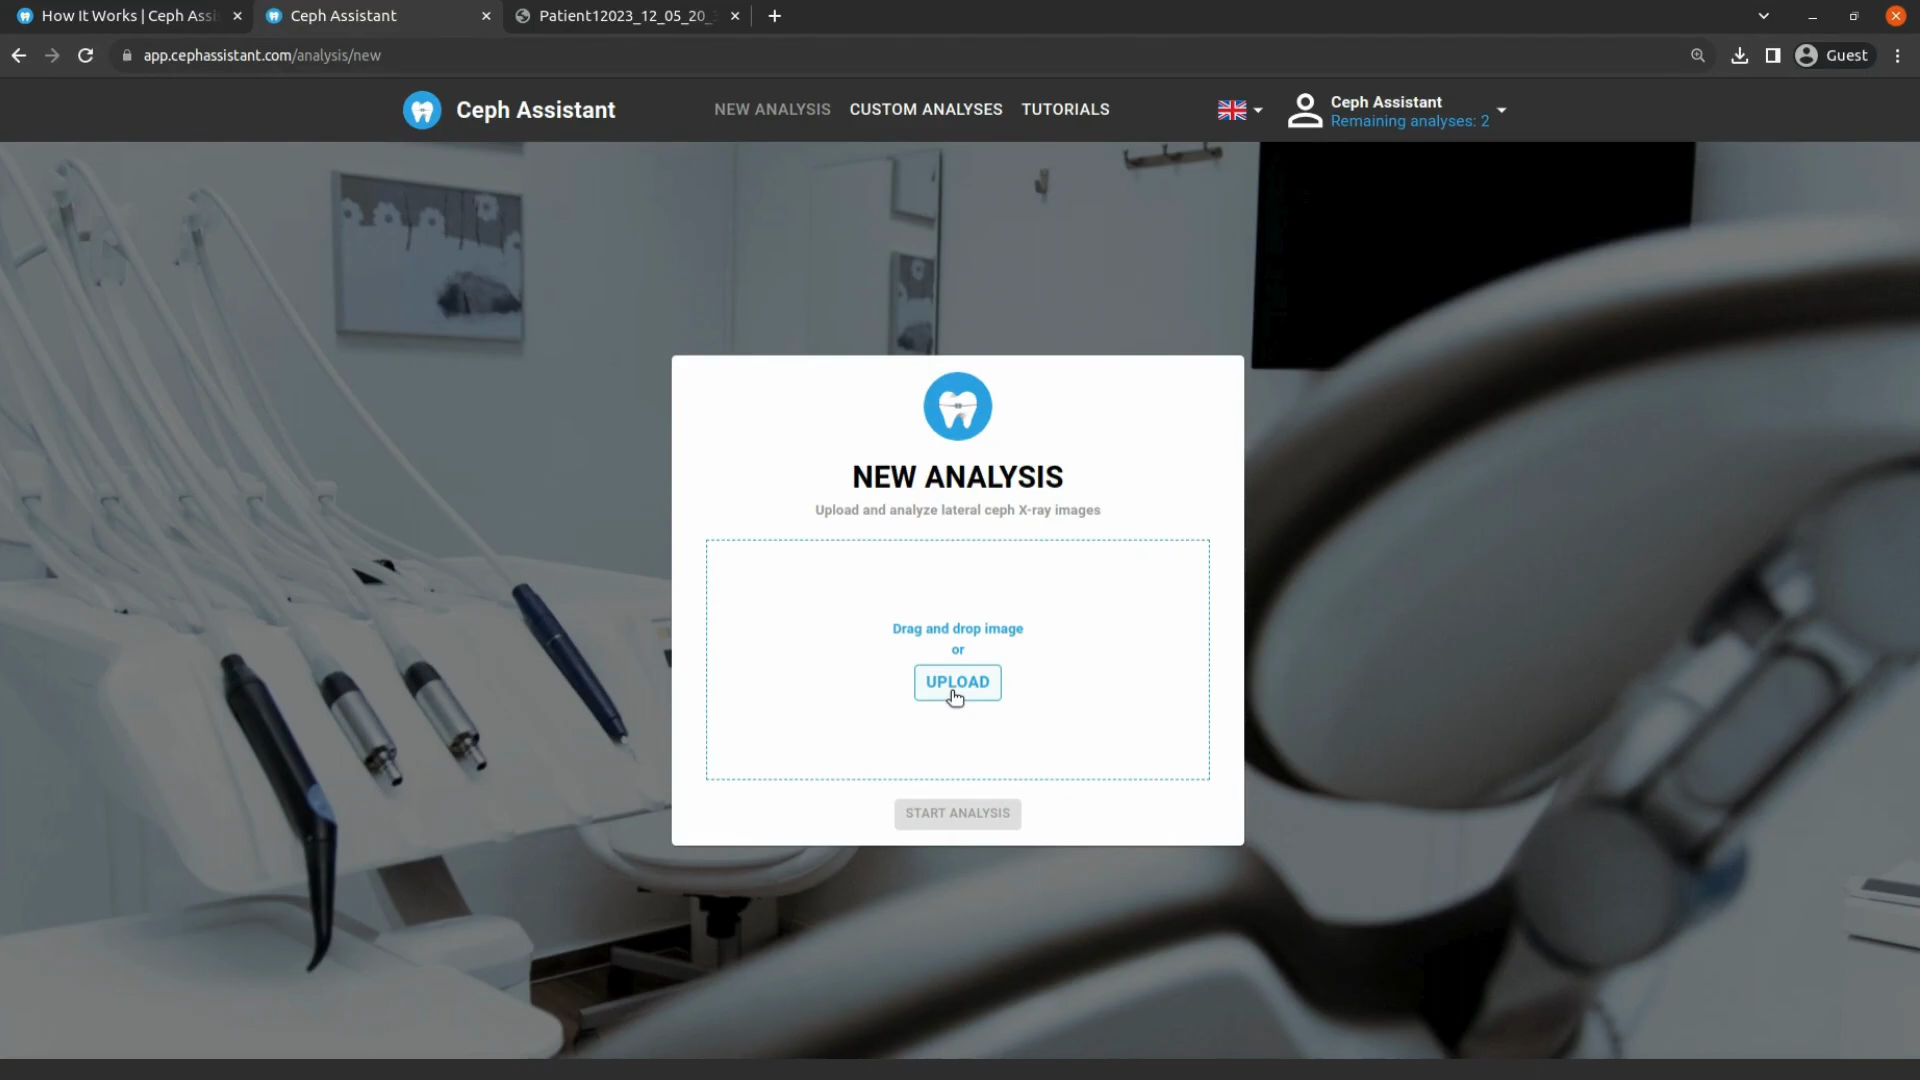 How It Works | Ceph Assis
Ceph Assistant
Patient12023_12_05_20_
app.cephassistant.com/analysis/new
Guest
Ceph Assistant
NEW ANALYSIS
CUSTOM ANALYSES
TUTORIALS
Ceph Assistant
Remaining analyses: 2
NEW ANALYSIS
Upload and analyze lateral ceph X-ray images
Drag and drop image
or
UPLOAD
START ANALYSIS